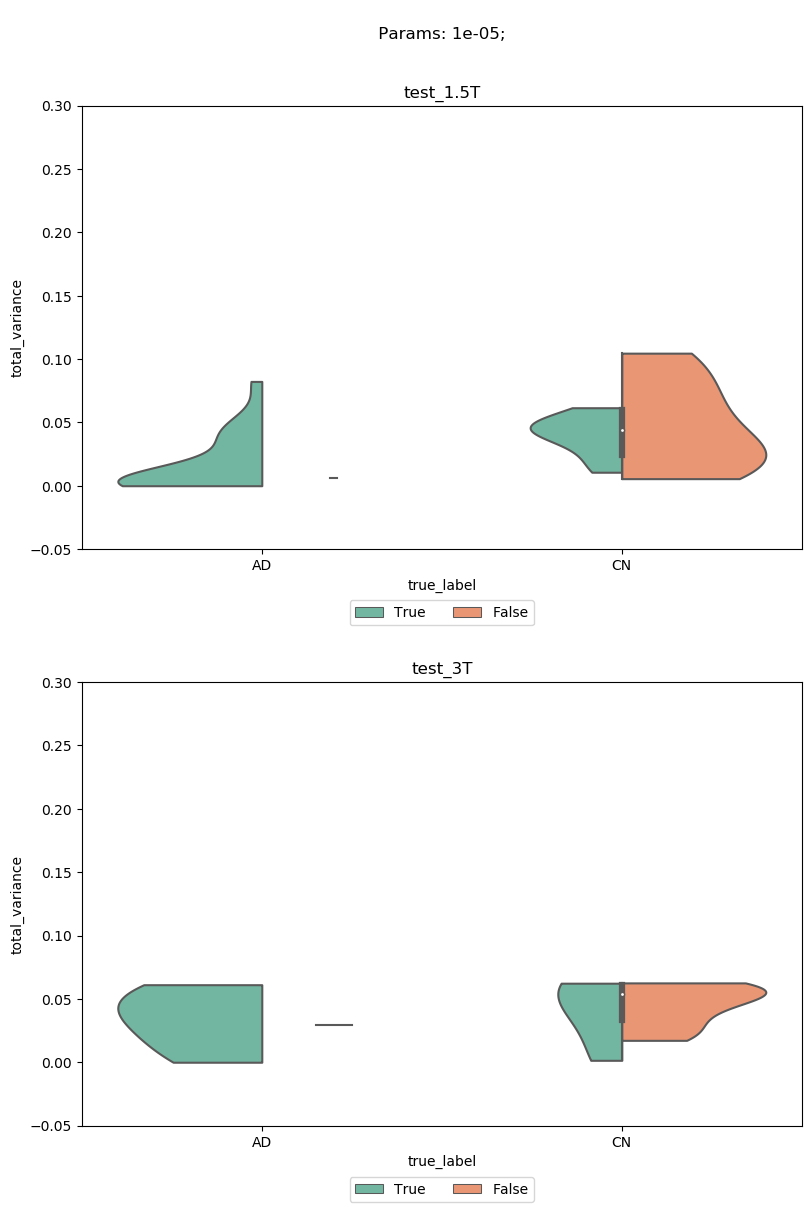 Params: 1e-05;
test_1.5T
0.30
0.25
0.20
0.15
0.10
0.05
0.00
−0.05
total_variance
AD CN
true_label
True False
test_3T
0.30
0.25
0.20
0.15
0.10
0.05
0.00
−0.05
total_variance
AD CN
true_label
True False